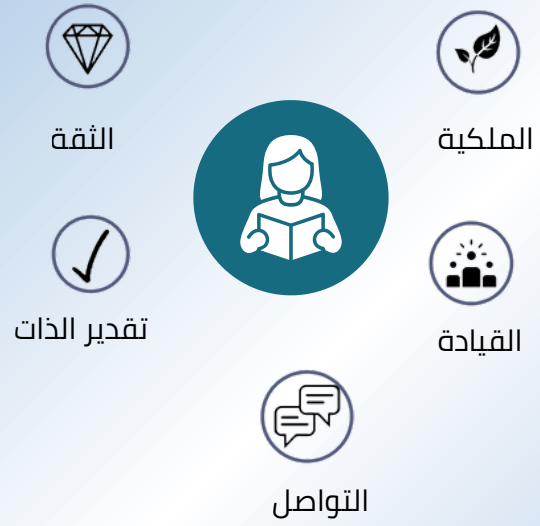 الملكية
الثقة
القيادة
تقدير الذات
التواصل